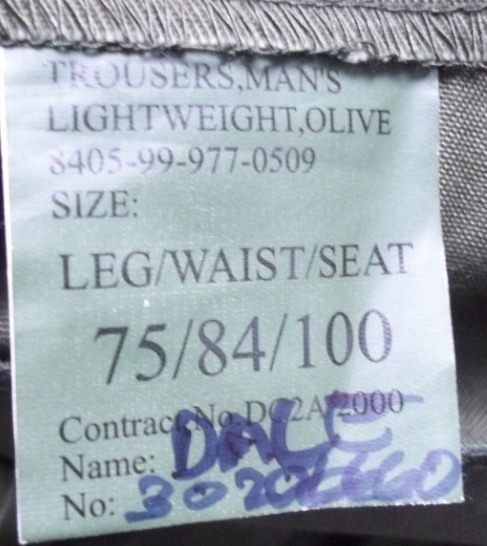 TROUSERS,MAN'S
LIGHTWEIGHT,OLIVE
8405-99-977-0509
SIZE:
LEG/WAIST/SEAT
75/84/100
Contract No DC2A/2000
Name: DALE
No: